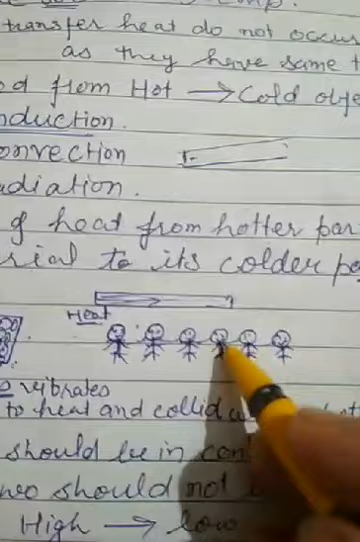 transfer heat do not occur
as they have same t
d from Hot → Cold obje
nduction.
onvection
diation.
of heat from hotter par
rial to its colder p
Heat
vibrates
to heat and collid
should be in con
should not
High → low